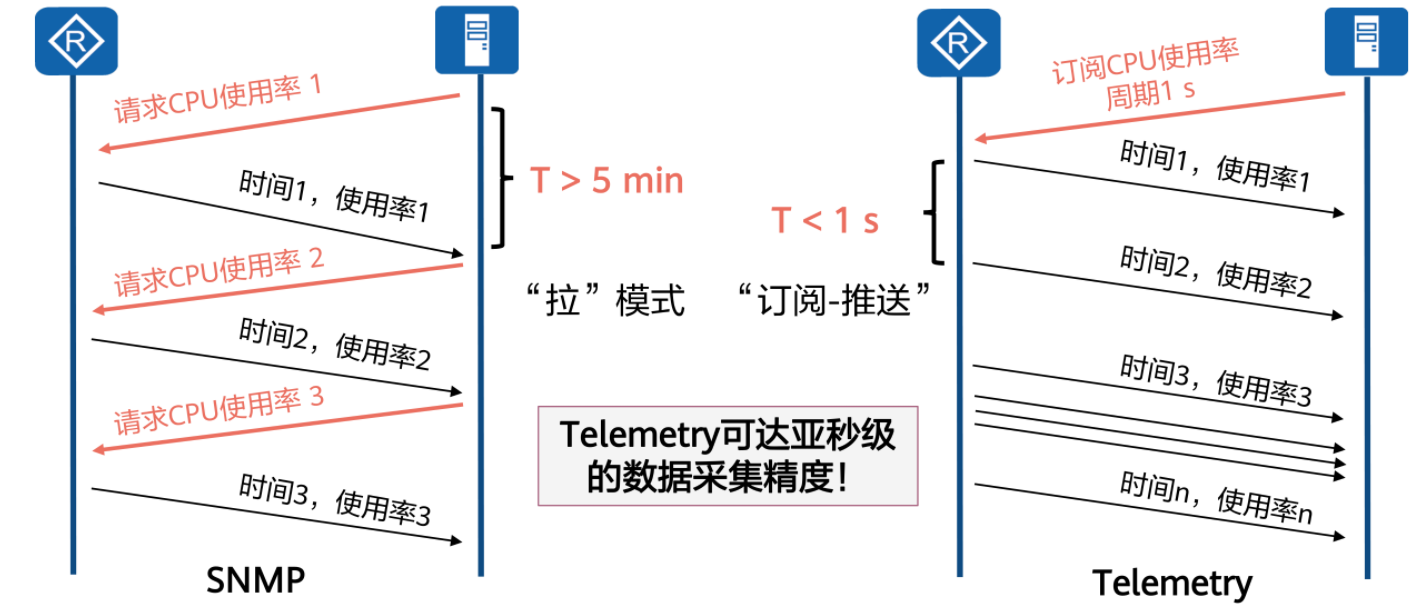 R
请求CPU使用率 1
时间1，使用率1
请求CPU使用率 2
时间2，使用率2
请求CPU使用率 3
时间3，使用率3
SNMP
T > 5 min
“拉”模式
R
订阅CPU使用率
周期1 s
T < 1 s
“订阅-推送”
时间1，使用率1
时间2，使用率2
时间3，使用率3
时间n，使用率n
Telemetry
Telemetry可达亚秒级
的数据采集精度！